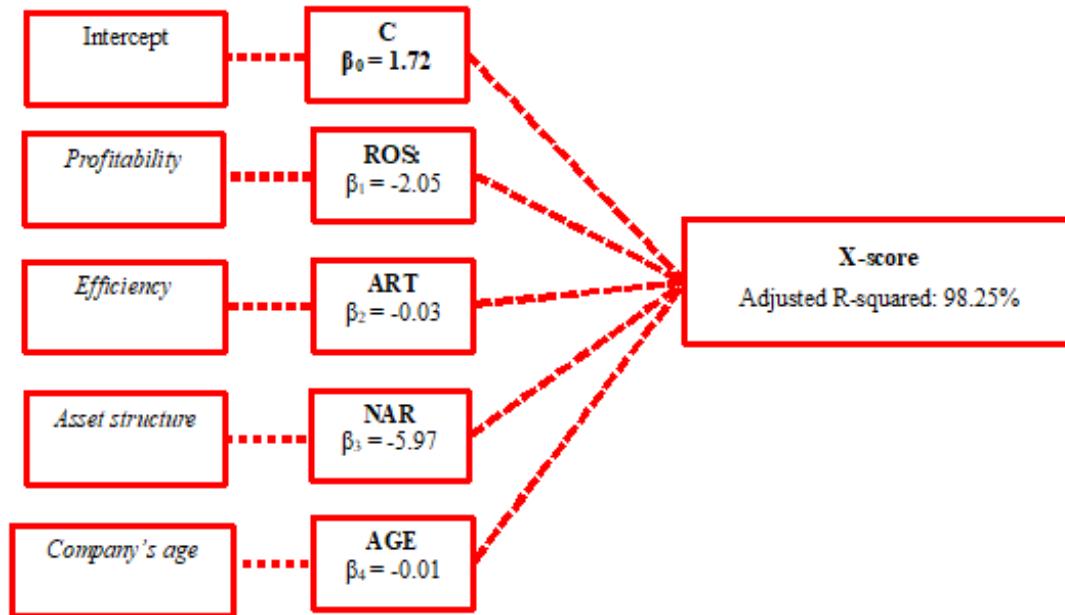 Intercept
C
β₀ = 1.72
Profitability
ROS:
β₁ = -2.05
Efficiency
ART
β₂ = -0.03
Asset structure
NAR
β₃ = -5.97
Company's age
AGE
β₄ = -0.01
X-score
Adjusted R-squared: 98.25%